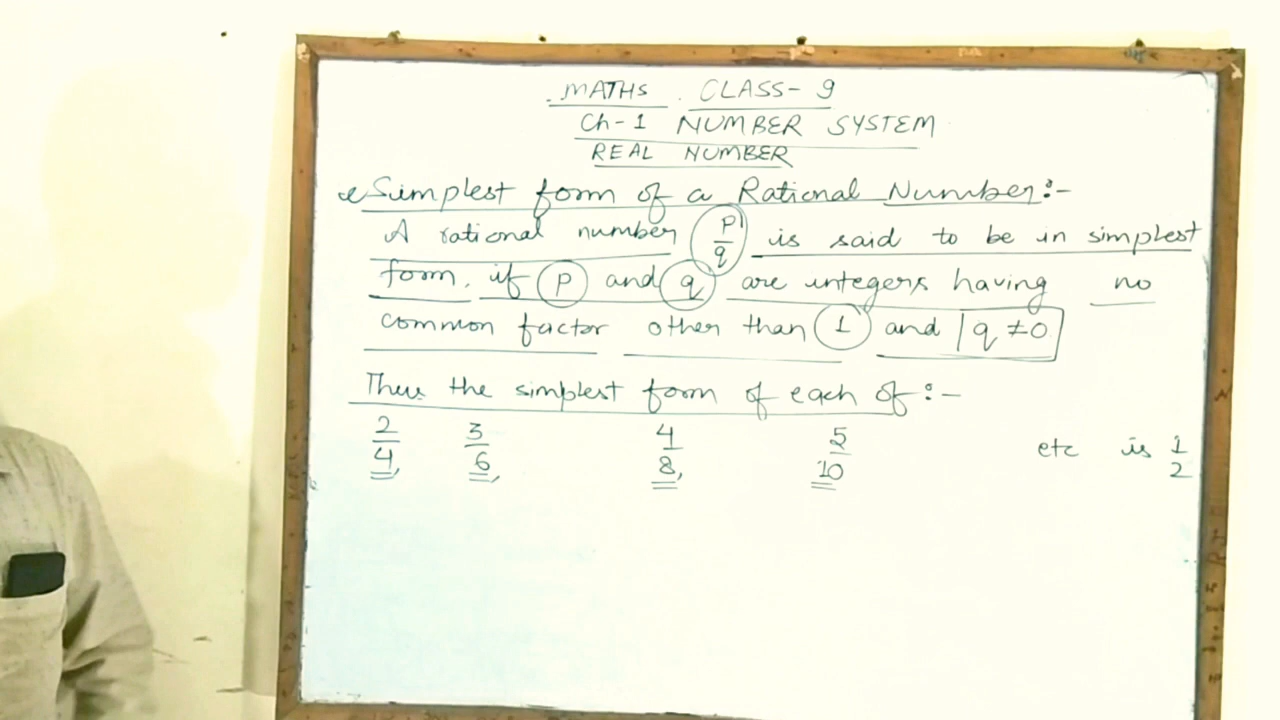 MATHS CLASS-9
Ch-1 NUMBER SYSTEM
REAL NUMBER
Simplest form of a Rational Number:-
A rational number p/q is said to be in simplest
form, if p and q are integers having no
common factor other than 1 and q ≠ 0
Thus the simplest form of each of:-
2/4, 3/6, 4/8, 5/10 etc is 1/2